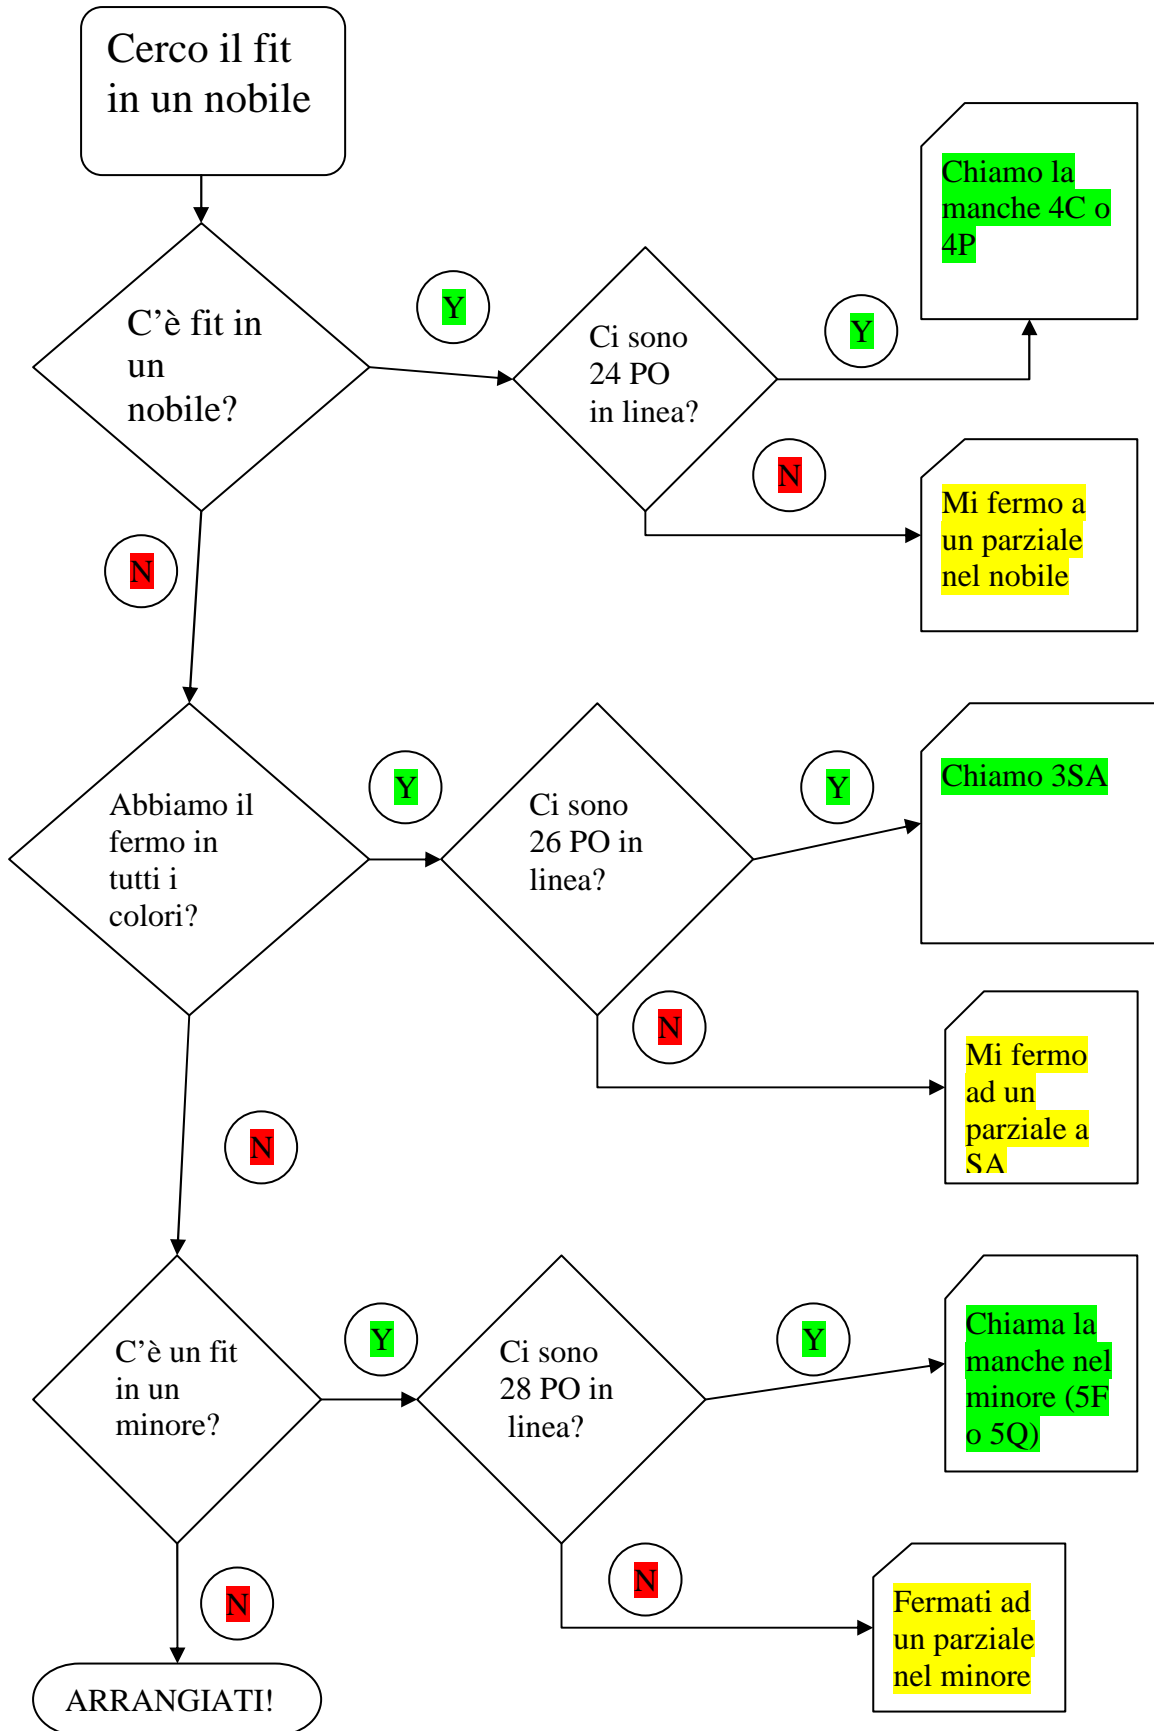 Cerco il fit
in un nobile
Chiamo la
manche 4C o
4P
C'è fit in
un
nobile?
Y
Ci sono
24 PO
in linea?
Y
N
Mi fermo a
un parziale
nel nobile
N
Abbiamo il
fermo in
tutti i
colori?
Y
Ci sono
26 PO in
linea?
Y
Chiamo 3SA
N
Mi fermo
ad un
parziale a
SA
N
C'è un fit
in un
minore?
Y
Ci sono
28 PO in
linea?
Y
Chiama la
manche nel
minore (5F
o 5Q)
N
Fermati ad
un parziale
nel minore
N
ARRANGIATI!